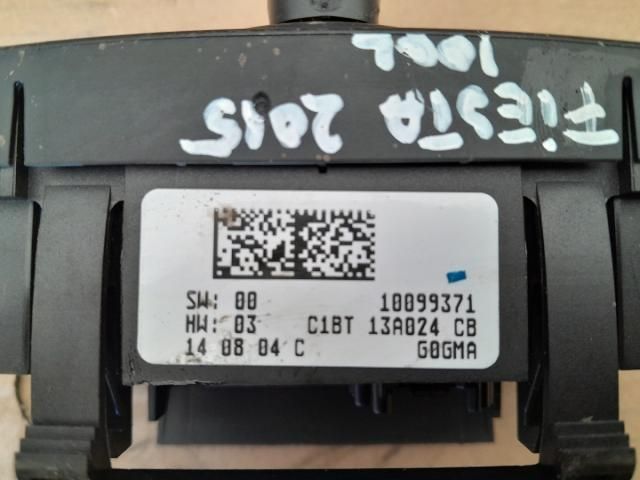 FIESTA 2015
100L
SW: 00 10099371
HW: 03 C1BT 13A024 CB
14 08 04 C G0GMA